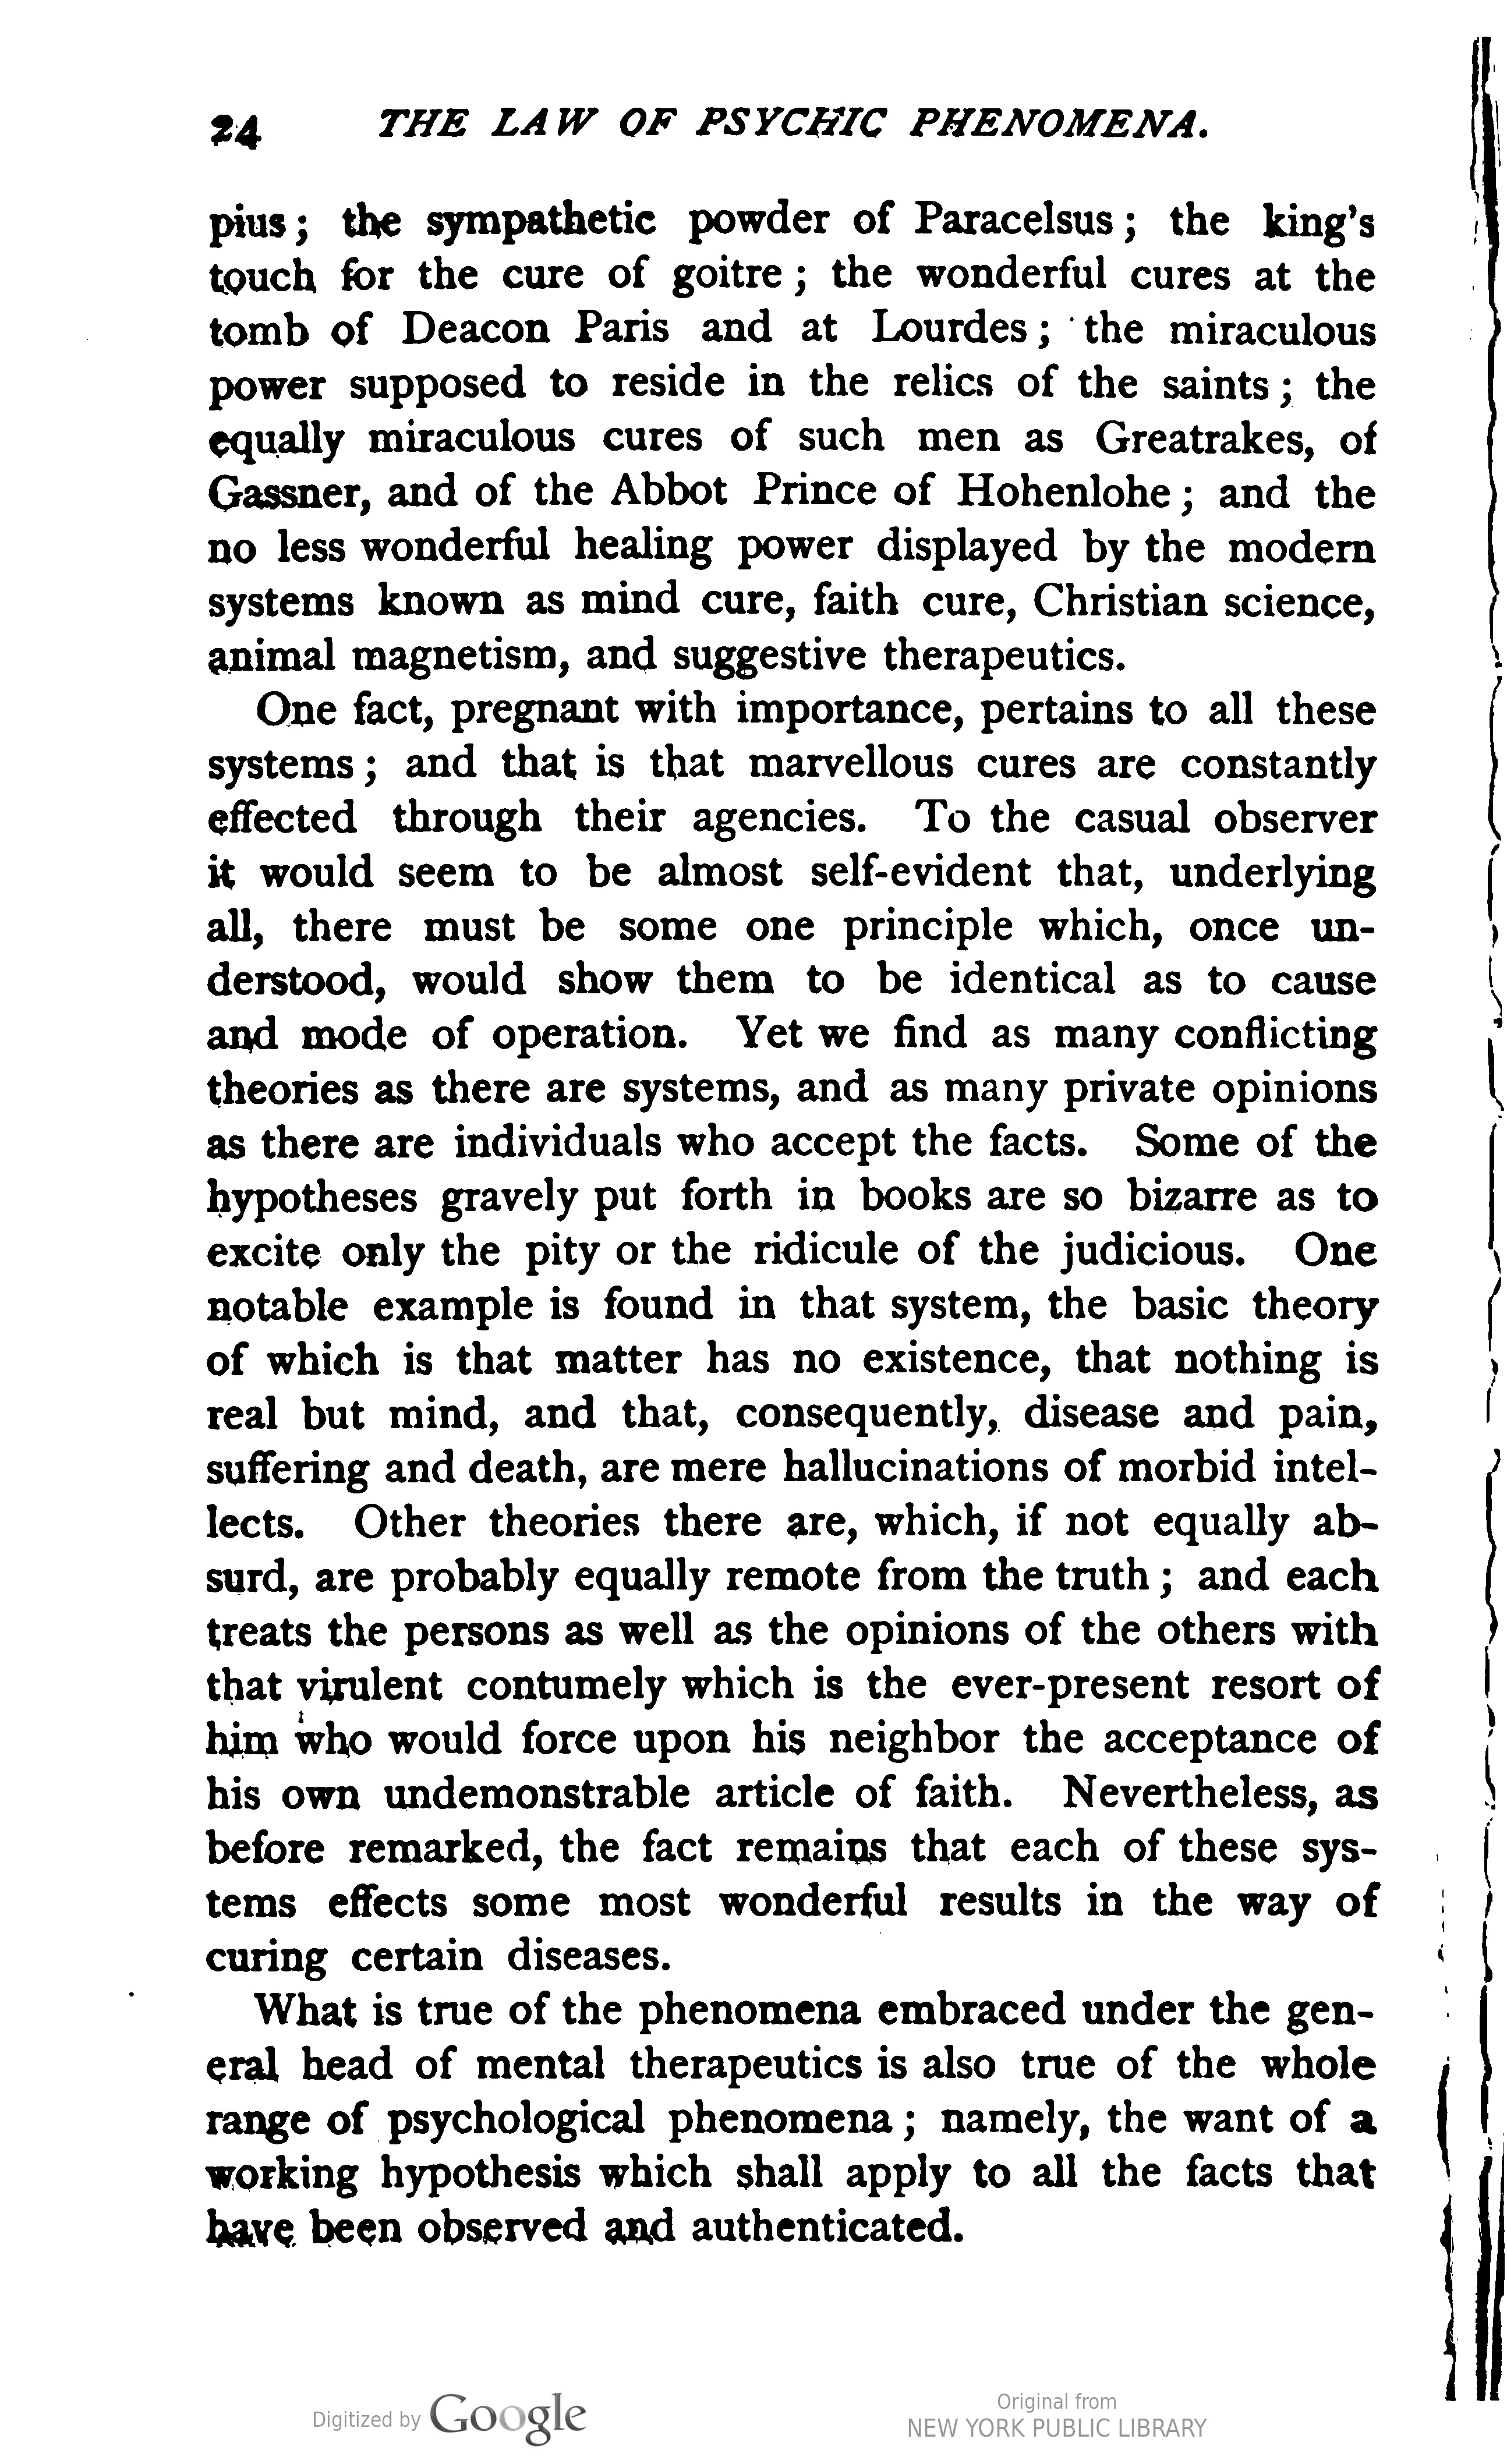 24 THE LAW OF PSYCHIC PHENOMENA.
pius; the sympathetic powder of Paracelsus; the king's
touch for the cure of goitre; the wonderful cures at the
tomb of Deacon Paris and at Lourdes; the miraculous
power supposed to reside in the relics of the saints; the
equally miraculous cures of such men as Greatrakes, of
Gassner, and of the Abbot Prince of Hohenlohe; and the
no less wonderful healing power displayed by the modern
systems known as mind cure, faith cure, Christian science,
animal magnetism, and suggestive therapeutics.
One fact, pregnant with importance, pertains to all these
systems; and that is that marvellous cures are constantly
effected through their agencies. To the casual observer
it would seem to be almost self-evident that, underlying
all, there must be some one principle which, once un-
derstood, would show them to be identical as to cause
and mode of operation. Yet we find as many conflicting
theories as there are systems, and as many private opinions
as there are individuals who accept the facts. Some of the
hypotheses gravely put forth in books are so bizarre as to
excite only the pity or the ridicule of the judicious. One
notable example is found in that system, the basic theory
of which is that matter has no existence, that nothing is
real but mind, and that, consequently, disease and pain,
suffering and death, are mere hallucinations of morbid intel-
lects. Other theories there are, which, if not equally ab-
surd, are probably equally remote from the truth; and each
treats the persons as well as the opinions of the others with
that virulent contumely which is the ever-present resort of
him who would force upon his neighbor the acceptance of
his own undemonstrable article of faith. Nevertheless, as
before remarked, the fact remains that each of these sys-
tems effects some most wonderful results in the way of
curing certain diseases.
What is true of the phenomena embraced under the gen-
eral head of mental therapeutics is also true of the whole
range of psychological phenomena; namely, the want of a
working hypothesis which shall apply to all the facts that
have been observed and authenticated.
Digitized by Google
Original from
NEW YORK PUBLIC LIBRARY